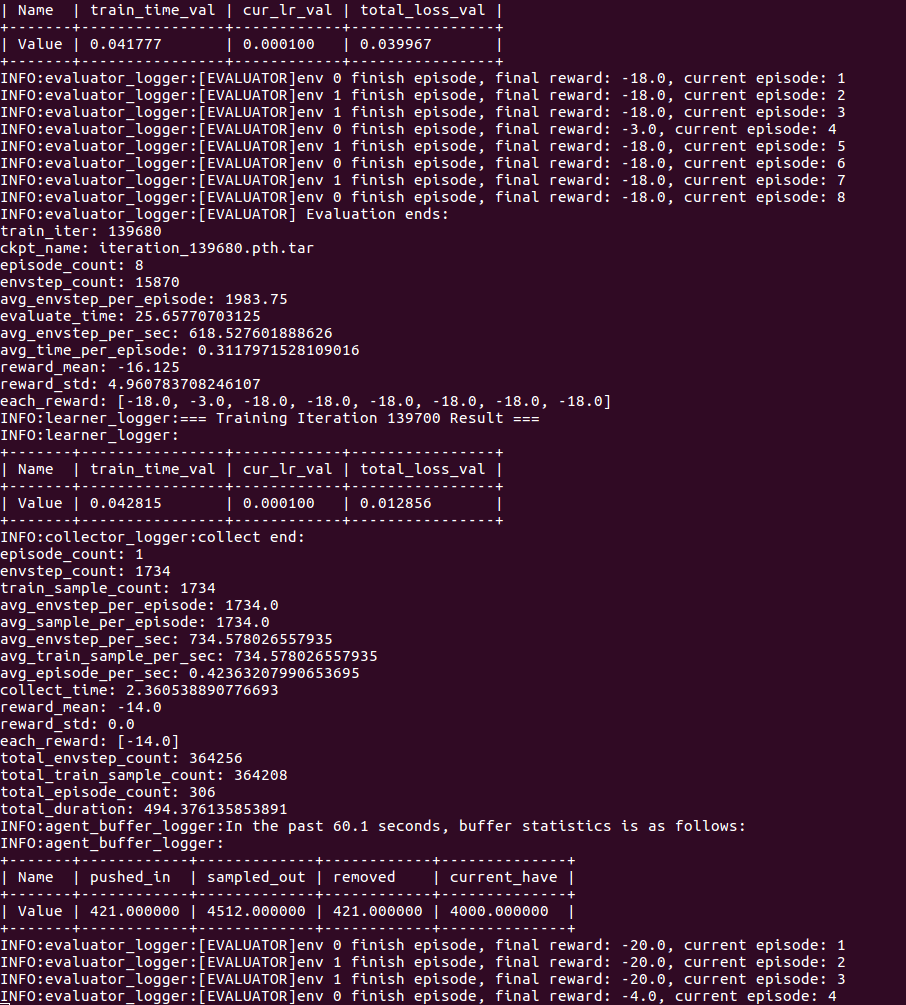 | Name  | train_time_val | cur_lr_val | total_loss_val |
+-------+----------------+------------+----------------+
| Value | 0.041777       | 0.000100   | 0.039967       |
+-------+----------------+------------+----------------+
INFO:evaluator_logger:[EVALUATOR]env 0 finish episode, final reward: -18.0, current episode: 1
INFO:evaluator_logger:[EVALUATOR]env 1 finish episode, final reward: -18.0, current episode: 2
INFO:evaluator_logger:[EVALUATOR]env 1 finish episode, final reward: -18.0, current episode: 3
INFO:evaluator_logger:[EVALUATOR]env 0 finish episode, final reward: -3.0, current episode: 4
INFO:evaluator_logger:[EVALUATOR]env 1 finish episode, final reward: -18.0, current episode: 5
INFO:evaluator_logger:[EVALUATOR]env 0 finish episode, final reward: -18.0, current episode: 6
INFO:evaluator_logger:[EVALUATOR]env 1 finish episode, final reward: -18.0, current episode: 7
INFO:evaluator_logger:[EVALUATOR]env 0 finish episode, final reward: -18.0, current episode: 8
INFO:evaluator_logger:[EVALUATOR] Evaluation ends:
train_iter: 139680
ckpt_name: iteration_139680.pth.tar
episode_count: 8
envstep_count: 15870
avg_envstep_per_episode: 1983.75
evaluate_time: 25.65770703125
avg_envstep_per_sec: 618.527601888626
avg_time_per_episode: 0.3117971528109016
reward_mean: -16.125
reward_std: 4.960783708246107
each_reward: [-18.0, -3.0, -18.0, -18.0, -18.0, -18.0, -18.0, -18.0]
INFO:learner_logger:=== Training Iteration 139700 Result ===
INFO:learner_logger:
+-------+----------------+------------+----------------+
| Name  | train_time_val | cur_lr_val | total_loss_val |
+-------+----------------+------------+----------------+
| Value | 0.042815       | 0.000100   | 0.012856       |
+-------+----------------+------------+----------------+
INFO:collector_logger:collect end:
episode_count: 1
envstep_count: 1734
train_sample_count: 1734
avg_envstep_per_episode: 1734.0
avg_sample_per_episode: 1734.0
avg_envstep_per_sec: 734.578026557935
avg_train_sample_per_sec: 734.578026557935
avg_episode_per_sec: 0.42363207990653695
collect_time: 2.360538890776693
reward_mean: -14.0
reward_std: 0.0
each_reward: [-14.0]
total_envstep_count: 364256
total_train_sample_count: 364208
total_episode_count: 306
total_duration: 494.376135853891
INFO:agent_buffer_logger:In the past 60.1 seconds, buffer statistics is as follows:
INFO:agent_buffer_logger:
+-------+------------+-------------+------------+--------------+
| Name  | pushed_in  | sampled_out | removed    | current_have |
+-------+------------+-------------+------------+--------------+
| Value | 421.000000 | 4512.000000 | 421.000000 | 4000.000000  |
+-------+------------+-------------+------------+--------------+
INFO:evaluator_logger:[EVALUATOR]env 0 finish episode, final reward: -20.0, current episode: 1
INFO:evaluator_logger:[EVALUATOR]env 1 finish episode, final reward: -20.0, current episode: 2
INFO:evaluator_logger:[EVALUATOR]env 1 finish episode, final reward: -20.0, current episode: 3
INFO:evaluator_logger:[EVALUATOR]env 0 finish episode, final reward: -4.0, current episode: 4